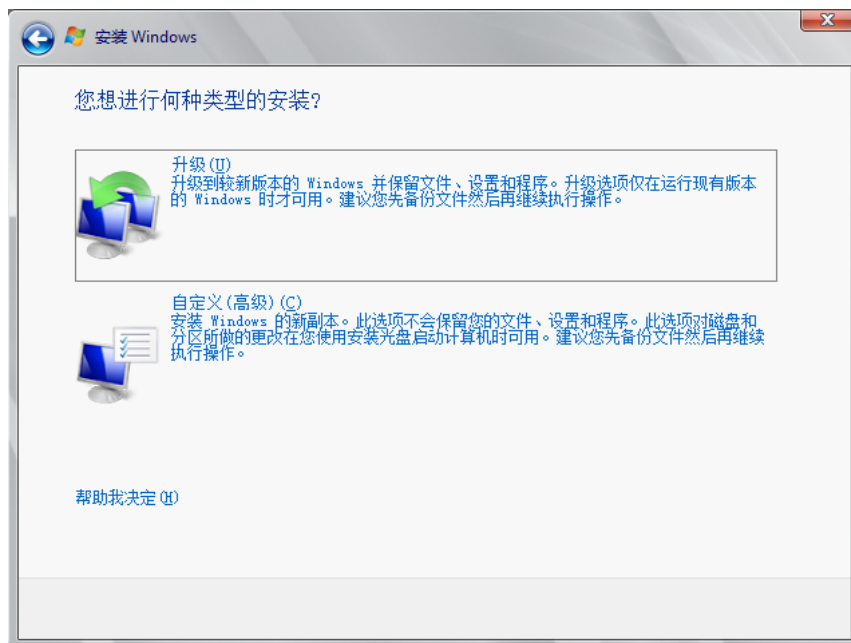 安装 Windows
您想进行何种类型的安装?
升级(U)
升级到较新版本的 Windows 并保留文件、设置和程序。升级选项仅在运行现有版本
的 Windows 时才可用。建议您先备份文件然后再继续执行操作。
自定义(高级)(C)
安装 Windows 的新副本。此选项不会保留您的文件、设置和程序。此选项对磁盘和
分区所做的更改在您使用安装光盘启动计算机时可用。建议您先备份文件然后再继续
执行操作。
帮助我决定(H)